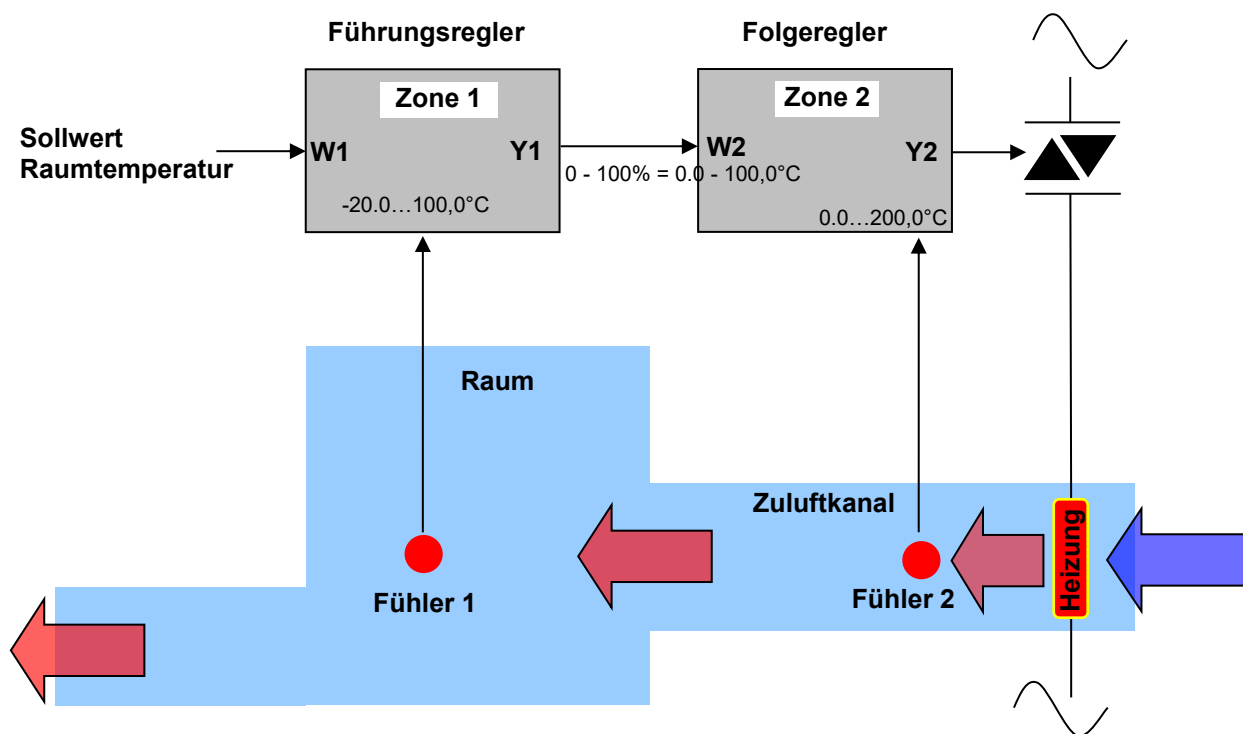 Führungsregler
Folgeregler
Zone 1
Zone 2
Sollwert
Raumtemperatur
W1
Y1
W2
Y2
0 - 100% = 0.0 - 100,0°C
-20.0…100,0°C
0.0…200,0°C
Raum
Zuluftkanal
Heizung
Fühler 1
Fühler 2